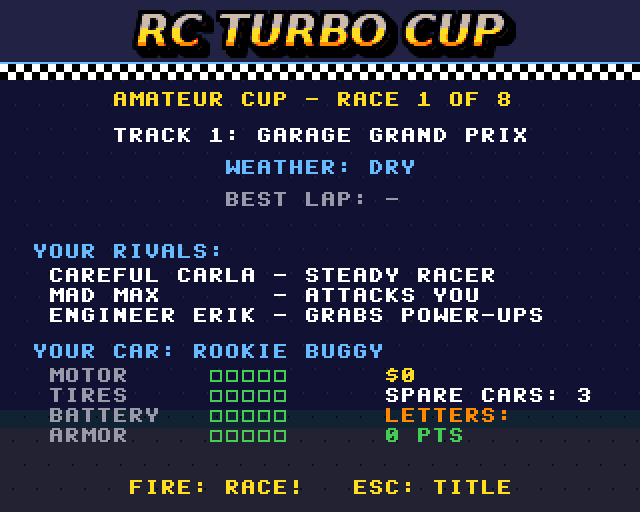 RC TURBO CUP
AMATEUR CUP - RACE 1 OF 8
TRACK 1: GARAGE GRAND PRIX
WEATHER: DRY
BEST LAP: -
YOUR RIVALS:
CAREFUL CARLA - STEADY RACER
MAD MAX - ATTACKS YOU
ENGINEER ERIK - GRABS POWER-UPS
YOUR CAR: ROOKIE BUGGY
MOTOR □□□□□ $0
TIRES □□□□□ SPARE CARS: 3
BATTERY □□□□□ LETTERS:
ARMOR □□□□□ 0 PTS
FIRE: RACE! ESC: TITLE